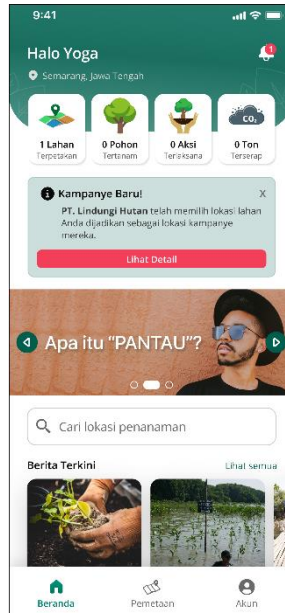 9:41
Halo Yoga
1
Semarang, Jawa Tengah
CO₂
1 Lahan
Terpetakan
0 Pohon
Tertanam
0 Aksi
Terlaksana
0 Ton
Terserap
Kampanye Baru!
X
PT. Lindungi Hutan telah memilih lokasi lahan
Anda dijadikan sebagai lokasi kampanye
mereka.
Lihat Detail
Apa itu "PANTAU"?
Cari lokasi penanaman
Berita Terkini
Lihat semua
Beranda
Pemetaan
Akun